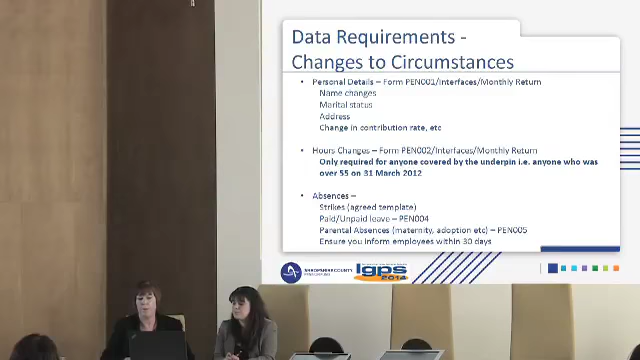 Data Requirements -
Changes to Circumstances
• Personal Details – Form PEN001/Interfaces/Monthly Return
Name changes
Marital status
Address
Change in contribution rate, etc
• Hours Changes – Form PEN002/Interfaces/Monthly Return
Only required for anyone covered by the underpin i.e. anyone who was
over 55 on 31 March 2012
• Absences –
Strikes (agreed template)
Paid/Unpaid leave – PEN004
Parental Absences (maternity, adoption etc) – PEN005
Ensure you inform employees within 30 days
SHROPSHIRE COUNTY
lgps
2014